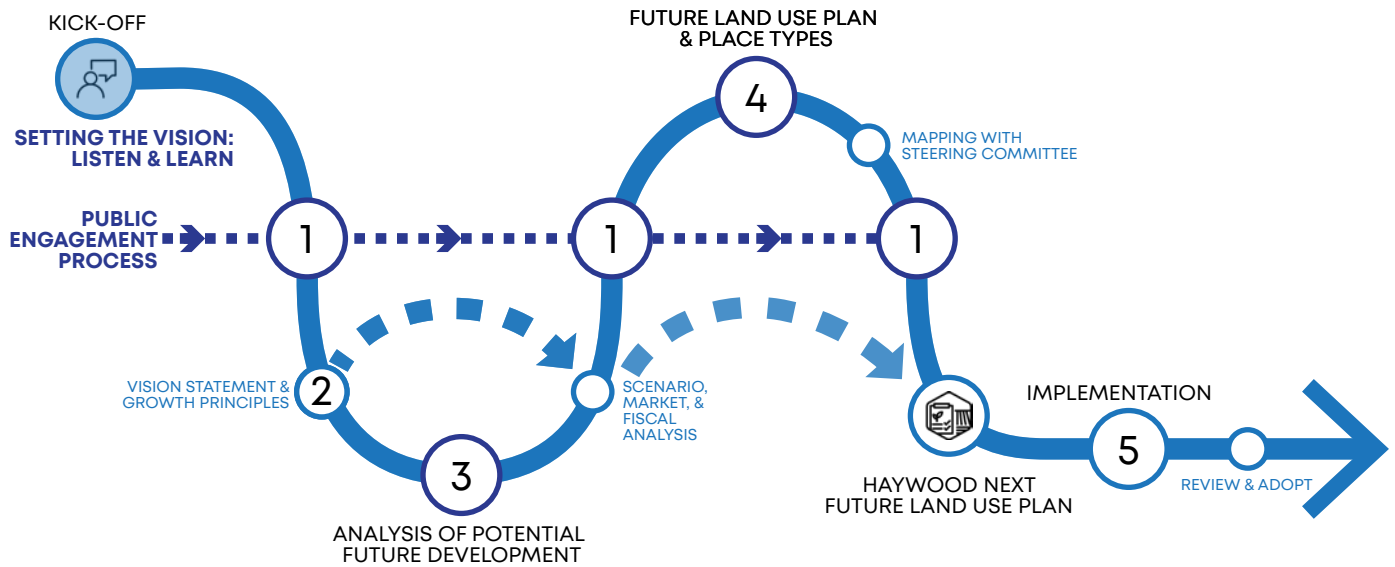 KICK-OFF
SETTING THE VISION:
LISTEN & LEARN
PUBLIC
ENGAGEMENT
PROCESS
1
2
VISION STATEMENT &
GROWTH PRINCIPLES
3
ANALYSIS OF POTENTIAL
FUTURE DEVELOPMENT
SCENARIO,
MARKET, &
FISCAL
ANALYSIS
1
FUTURE LAND USE PLAN
& PLACE TYPES
4
MAPPING WITH
STEERING COMMITTEE
1
HAYWOOD NEXT
FUTURE LAND USE PLAN
IMPLEMENTATION
5
REVIEW & ADOPT